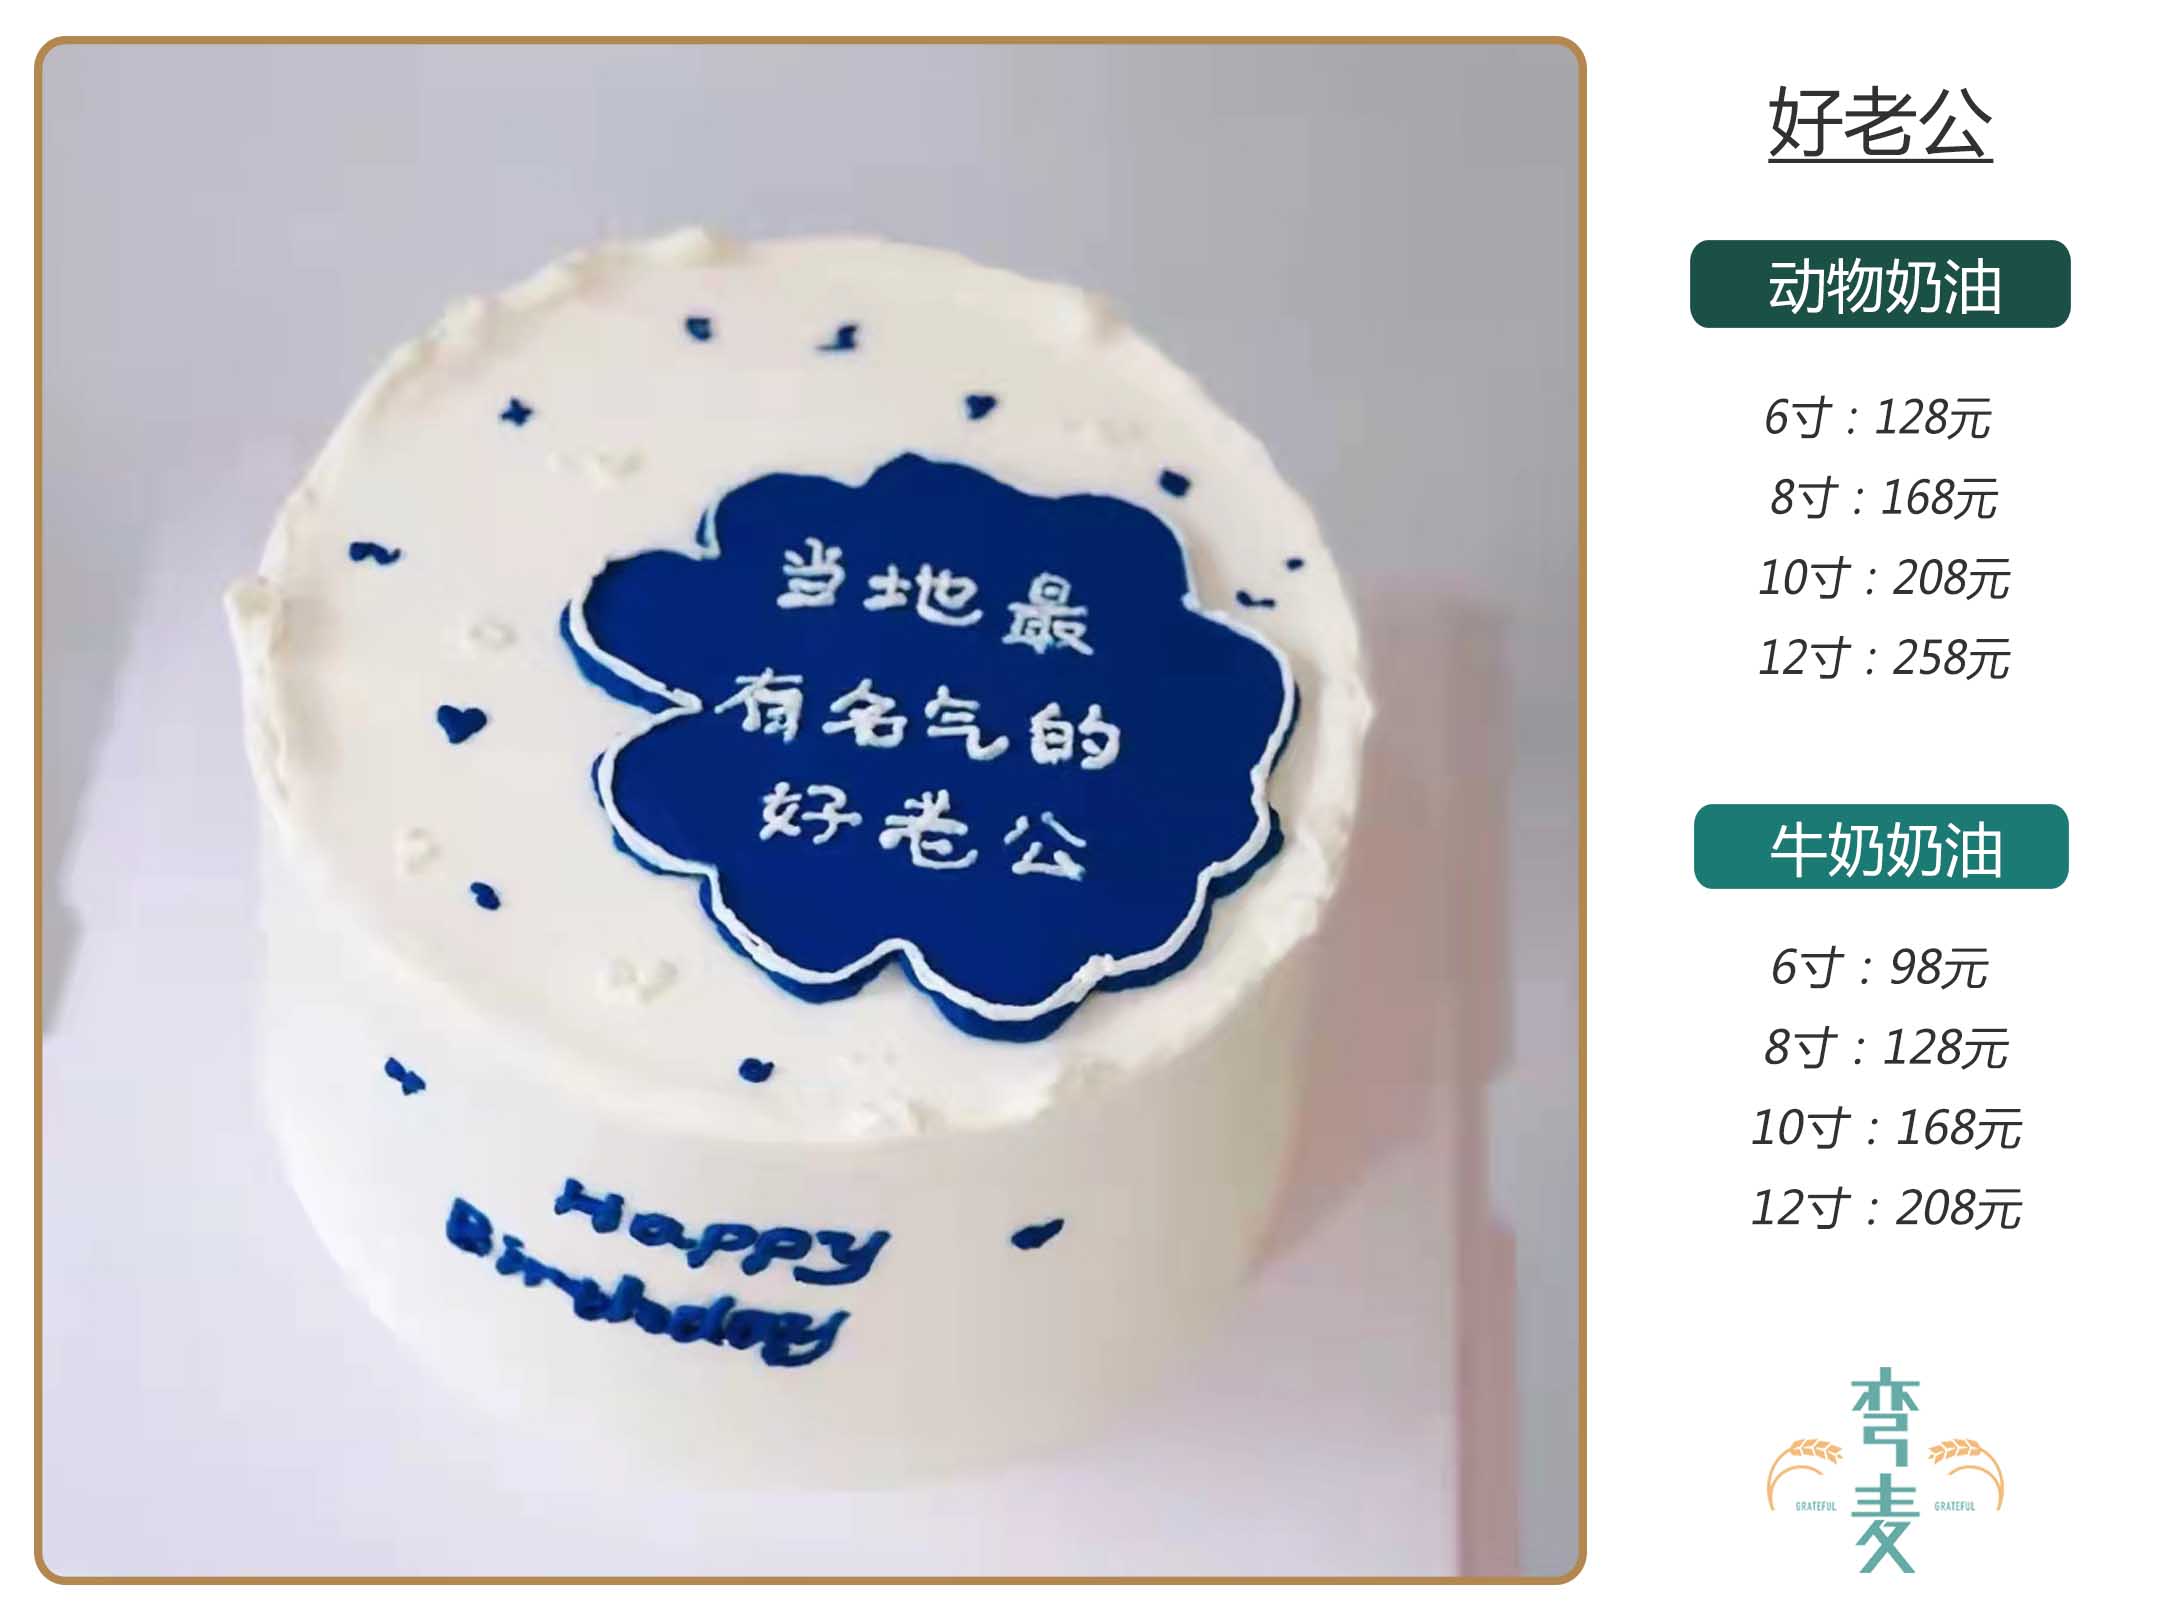 当地最
有名气的
好老公
Happy
Birthday
好老公
动物奶油
6寸：128元
8寸：168元
10寸：208元
12寸：258元
牛奶奶油
6寸：98元
8寸：128元
10寸：168元
12寸：208元
弯麦
GRATEFUL GRATEFUL